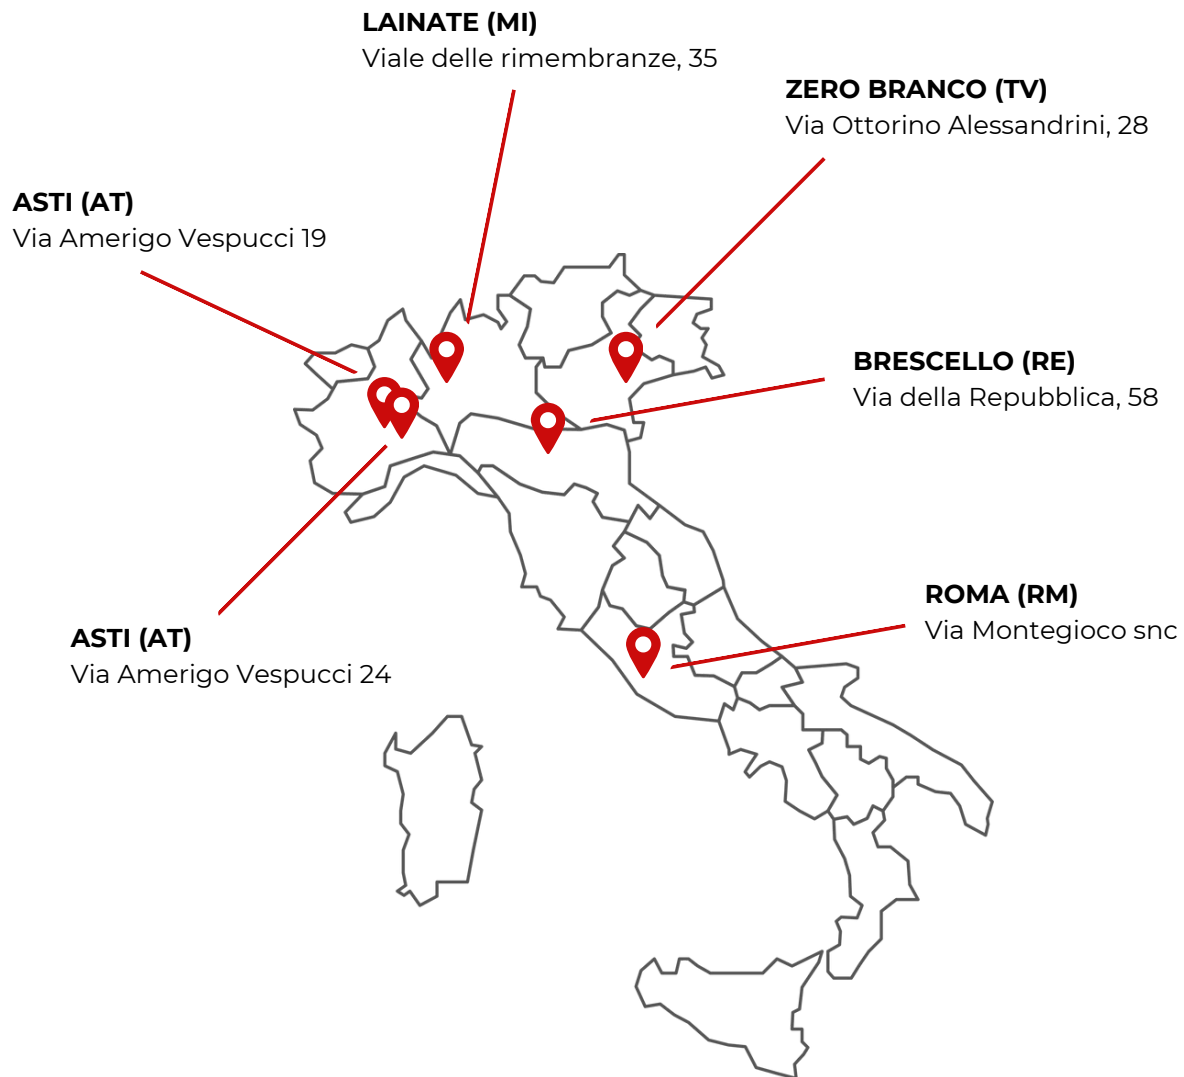 LAINATE (MI)
Viale delle rimembranze, 35
ZERO BRANCO (TV)
Via Ottorino Alessandrini, 28
ASTI (AT)
Via Amerigo Vespucci 19
BRESCELLO (RE)
Via della Repubblica, 58
ROMA (RM)
Via Montegioco snc
ASTI (AT)
Via Amerigo Vespucci 24